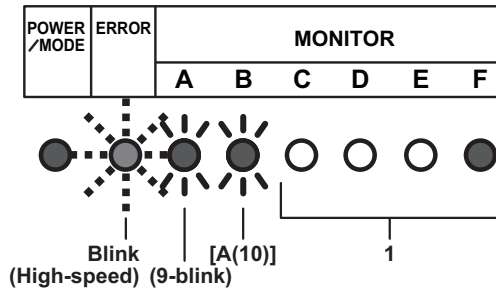 POWER
/MODE
ERROR
MONITOR
A B C D E F
Blink
(High-speed)
(9-blink)
[A(10)]
1